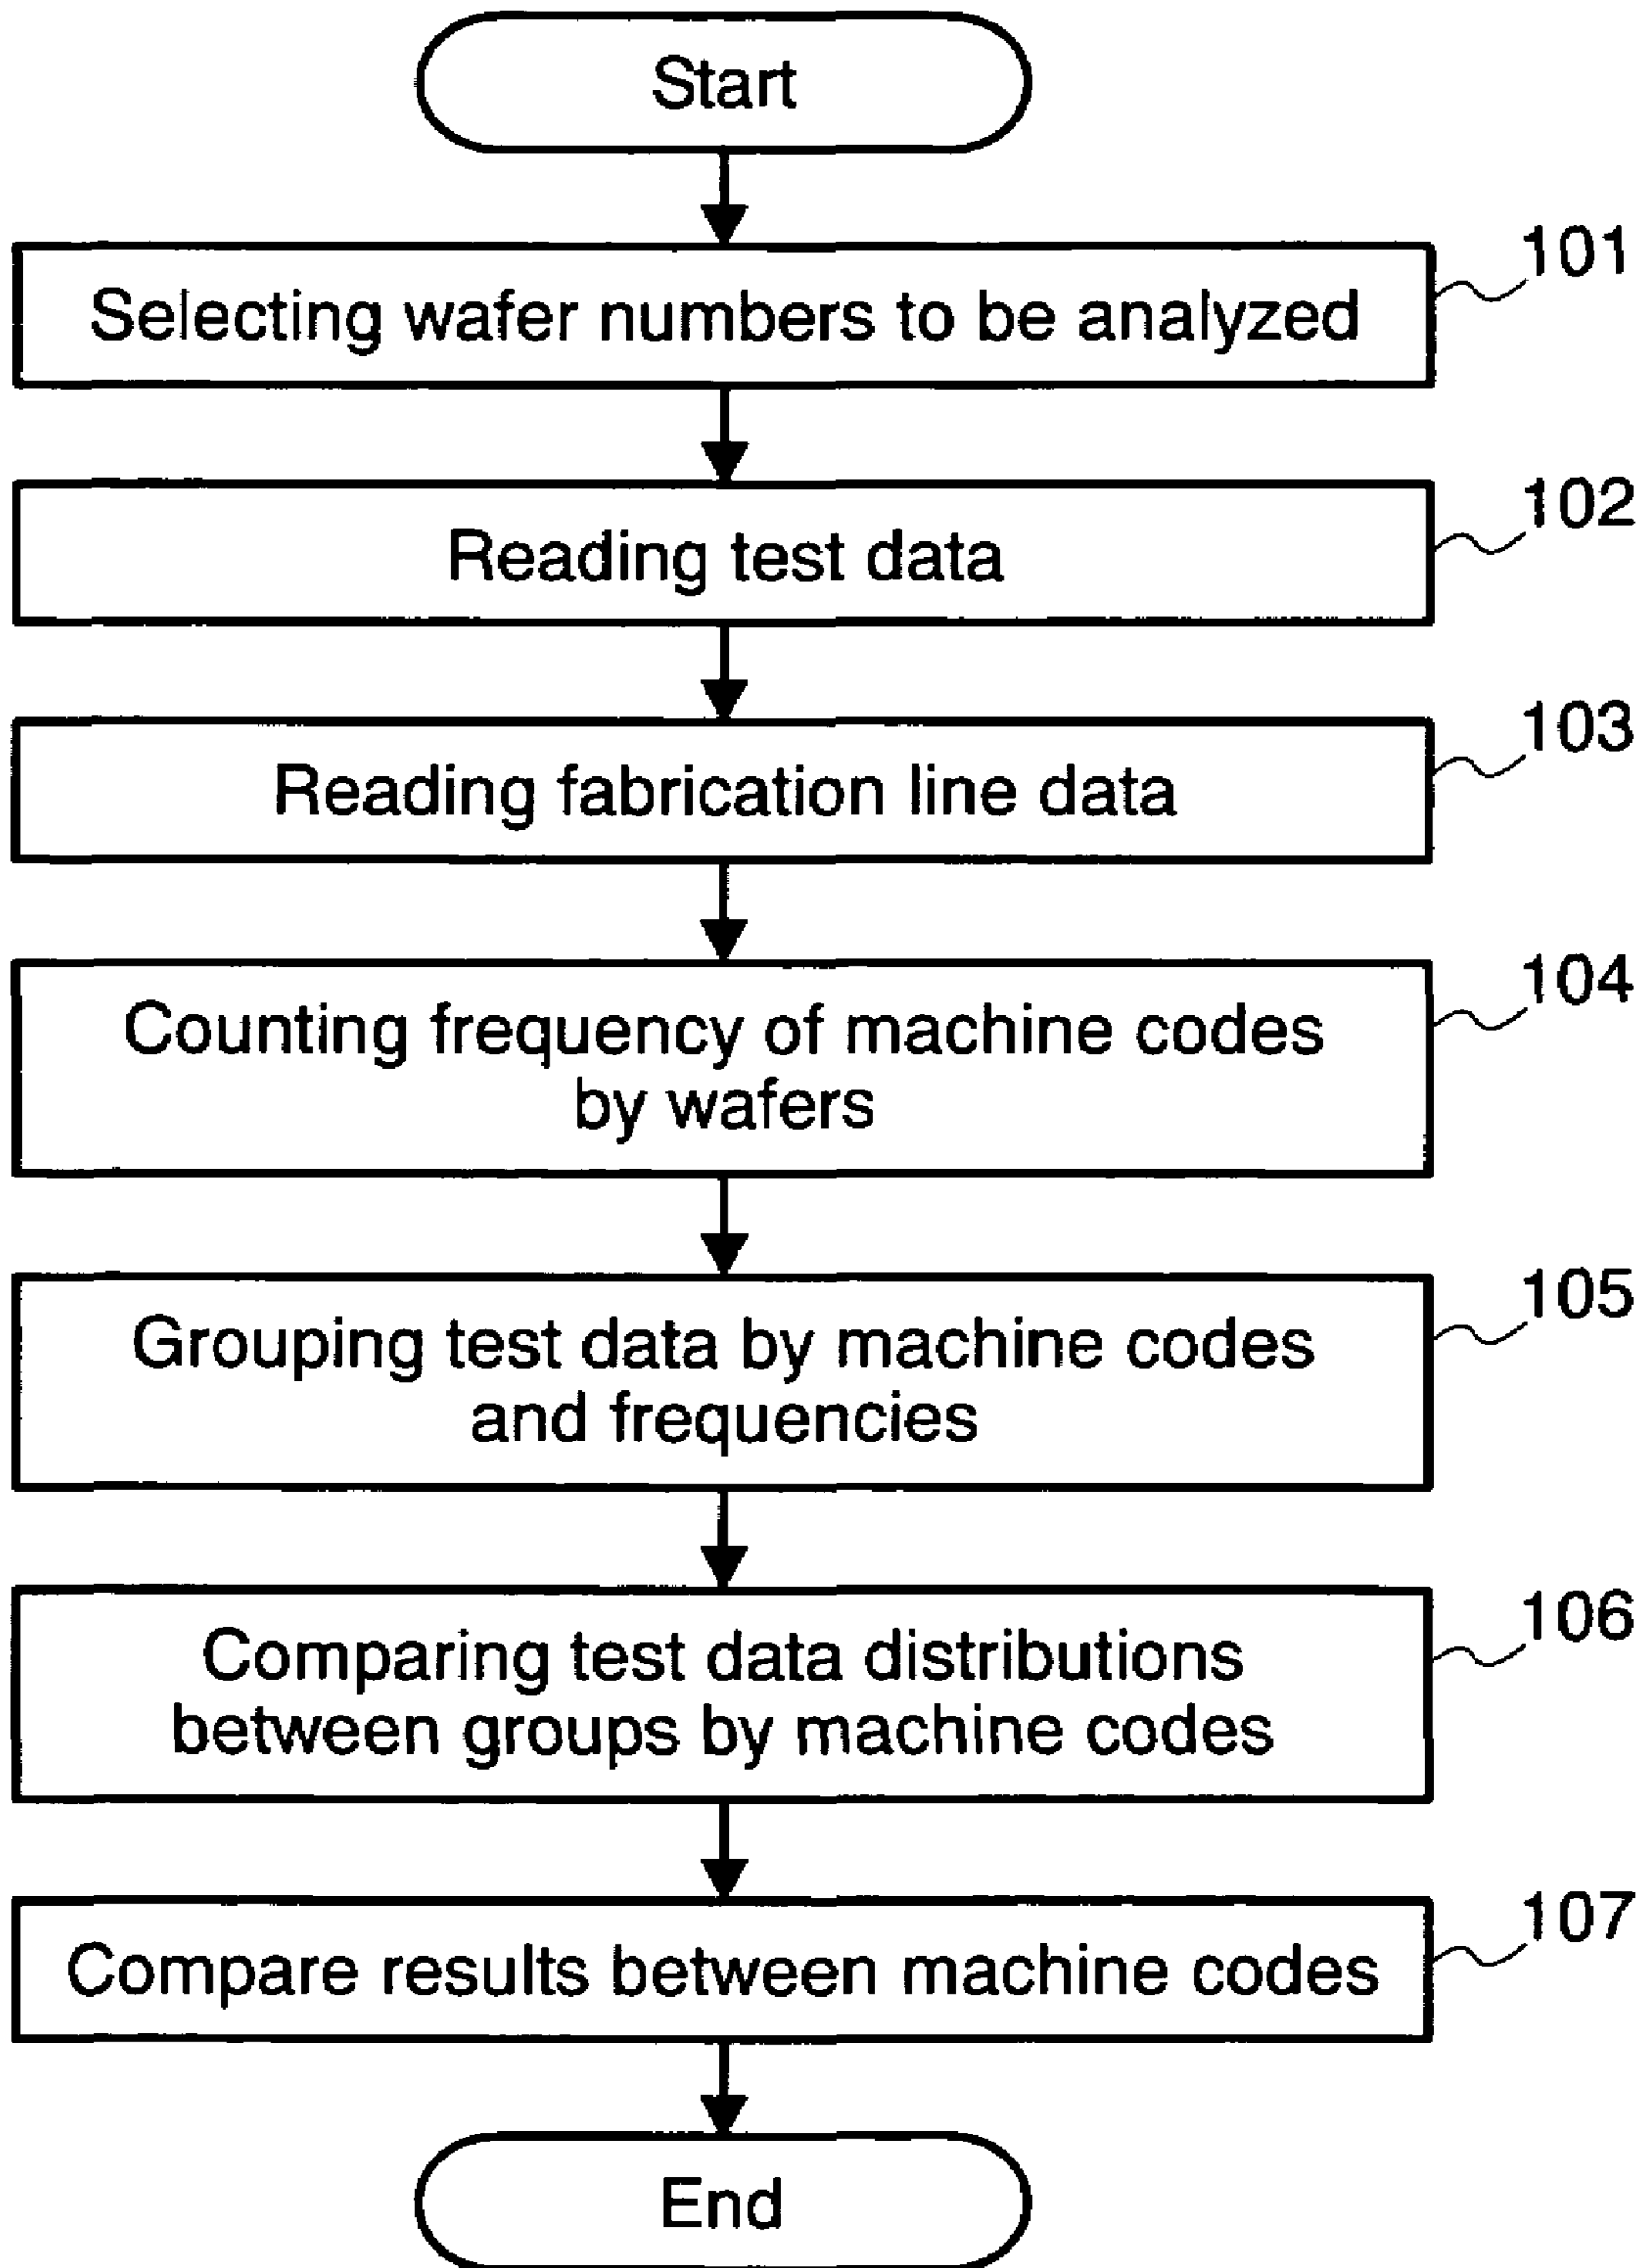 Start
101
Selecting wafer numbers to be analyzed
102
Reading test data
103
Reading fabrication line data
104
Counting frequency of machine codes
by wafers
105
Grouping test data by machine codes
and frequencies
106
Comparing test data distributions
between groups by machine codes
107
Compare results between machine codes
End